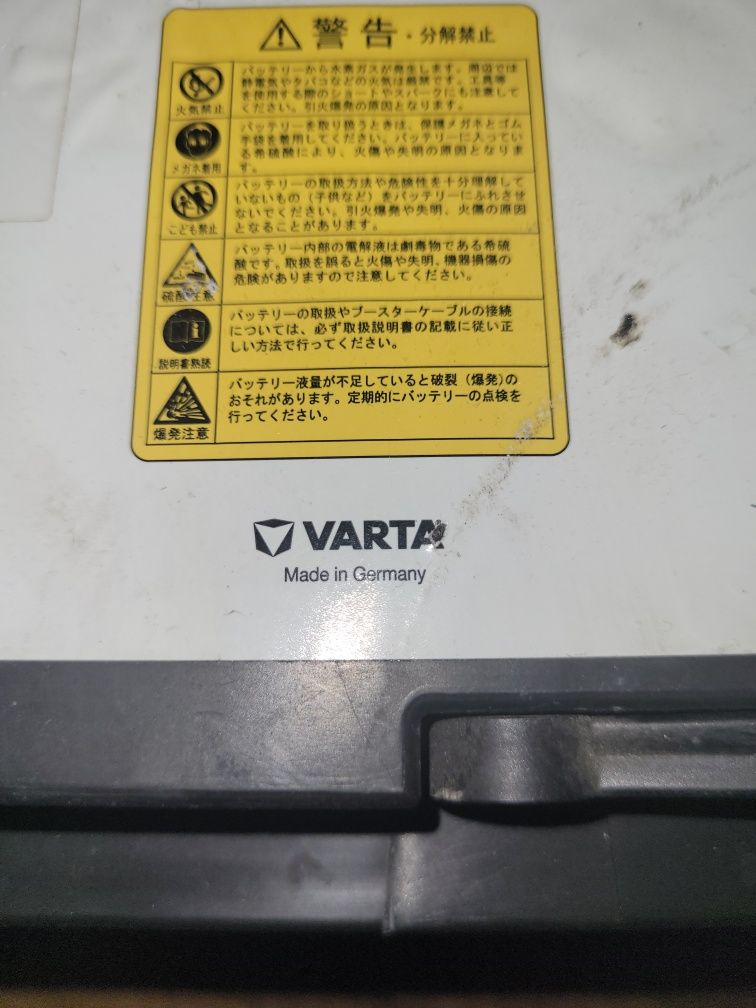 警告・分解禁止
火気禁止
バッテリーから水素ガスが発生します。周辺では
静電気やタバコなどの火気は厳禁です。工具等
を使用する際のショートやスパークにも注意して
ください。引火爆発の原因となります。
メガネ着用
バッテリーを取り扱うときは、保護メガネとゴム
手袋を着用してください。バッテリーに入ってい
る希硫酸により、火傷や失明の原因となりま
す。
こども禁止
バッテリーの取扱方法や危険性を十分理解して
いないもの（子供など）をバッテリーにふれさせ
ないでください。引火爆発や失明、火傷の原因
となることがあります。
硫酸注意
バッテリー内部の電解液は劇毒物である希硫
酸です。取扱を誤ると火傷や失明、機器損傷の
危険がありますので注意してください。
説明書熟読
バッテリーの取扱やブースターケーブルの接続
については、必ず取扱説明書の記載に従い正
しい方法で行ってください。
爆発注意
バッテリー液量が不足していると破裂（爆発）の
おそれがあります。定期的にバッテリーの点検を
行ってください。
VARTA
Made in Germany